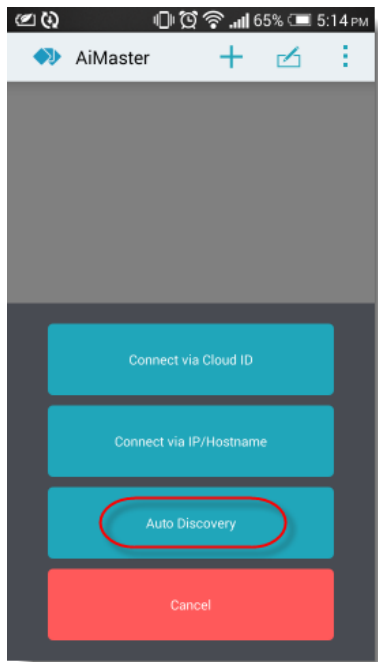 65% 5:14 PM
AiMaster
Connect via Cloud ID
Connect via IP/Hostname
Auto Discovery
Cancel